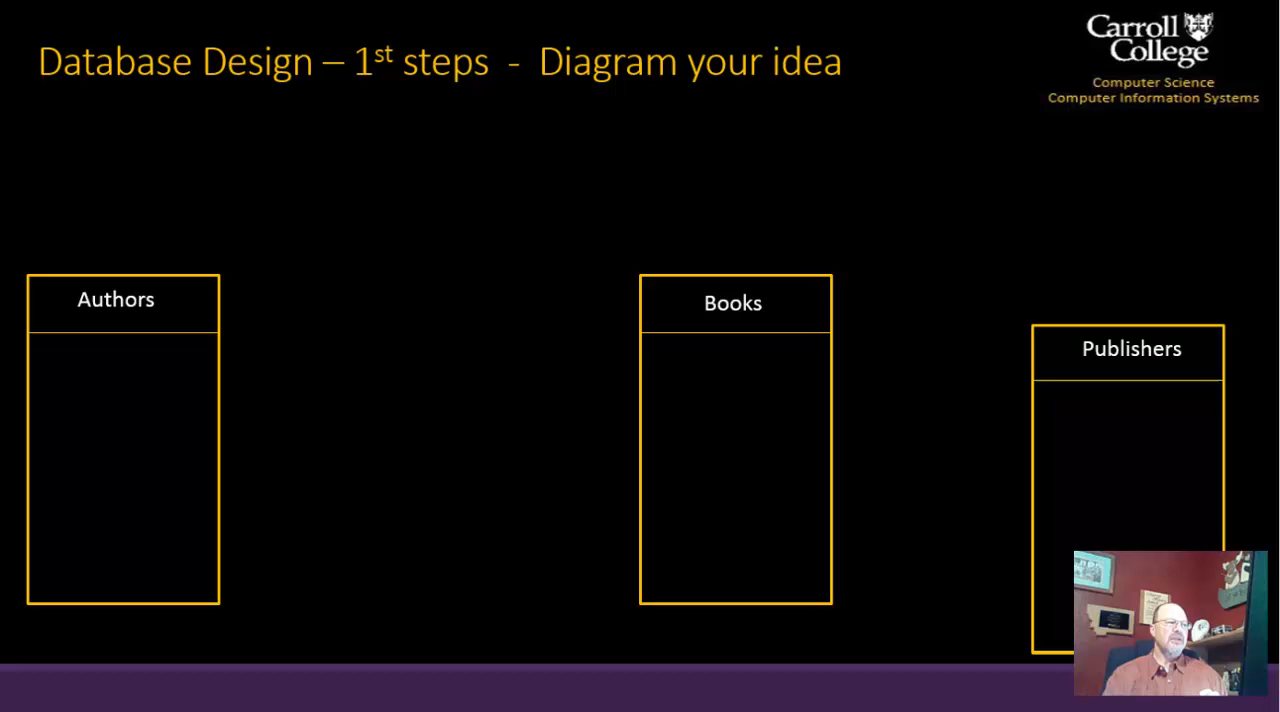 Database Design – 1st steps - Diagram your idea
Carroll
College
Computer Science
Computer Information Systems
Authors
Books
Publishers